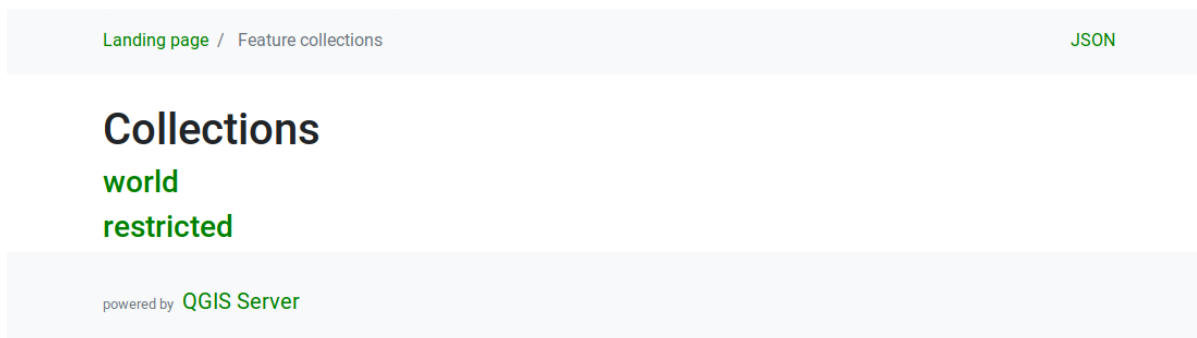 Landing page / Feature collections JSON
Collections
world
restricted
powered by QGIS Server